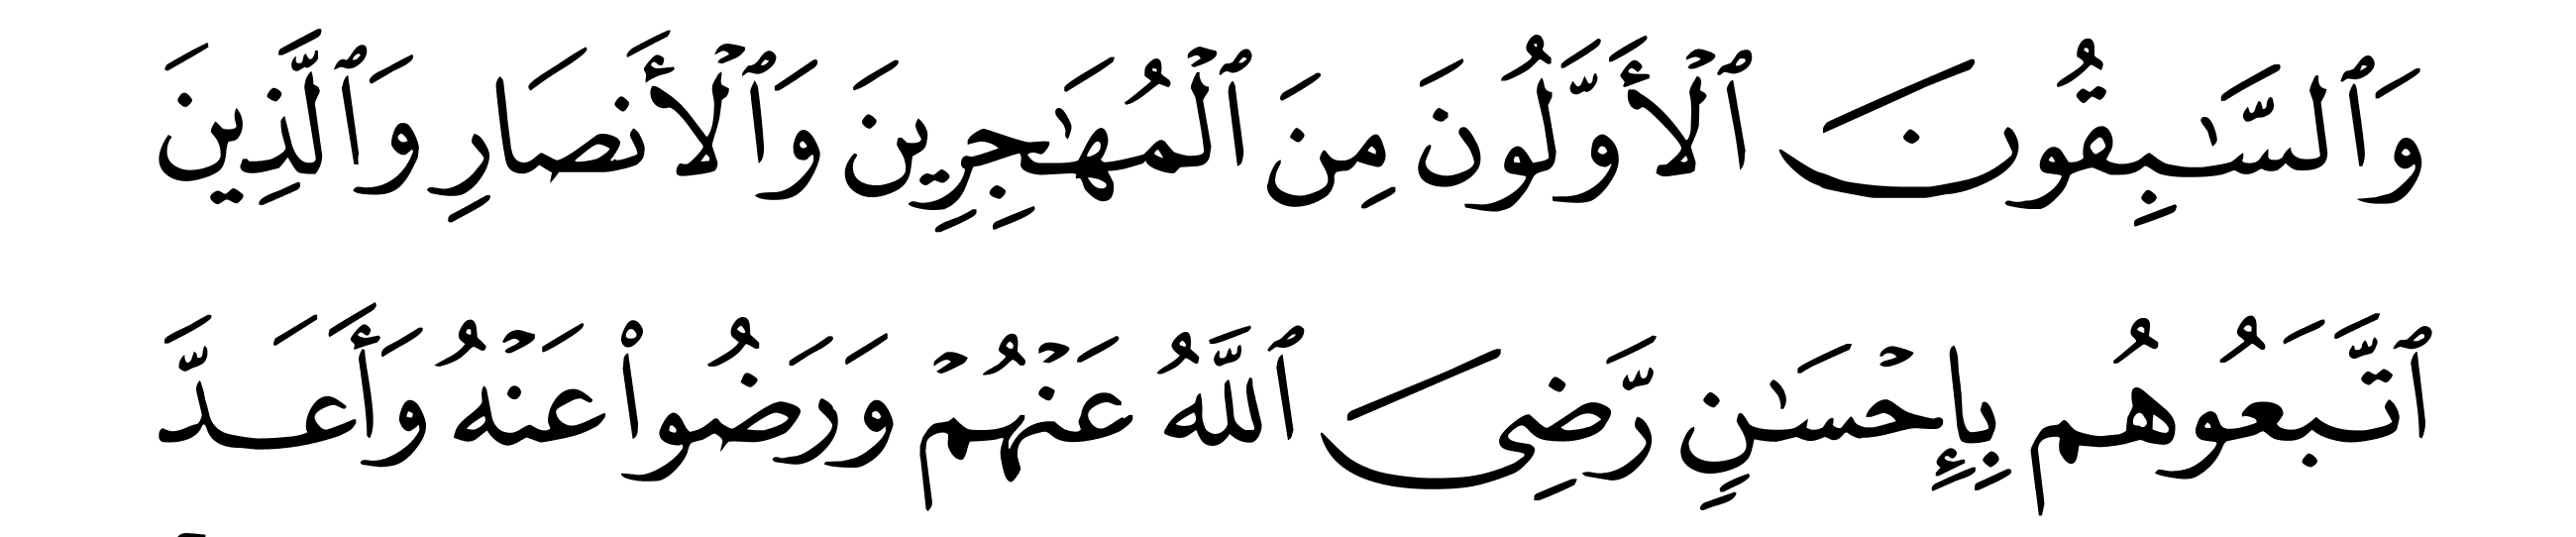 وَٱلسَّٰبِقُونَ ٱلۡأَوَّلُونَ مِنَ ٱلۡمُهَٰجِرِينَ وَٱلۡأَنصَارِ وَٱلَّذِينَ
ٱتَّبَعُوهُم بِإِحۡسَٰنٖ رَّضِيَ ٱللَّهُ عَنۡهُمۡ وَرَضُواْ عَنۡهُ وَأَعَدَّ